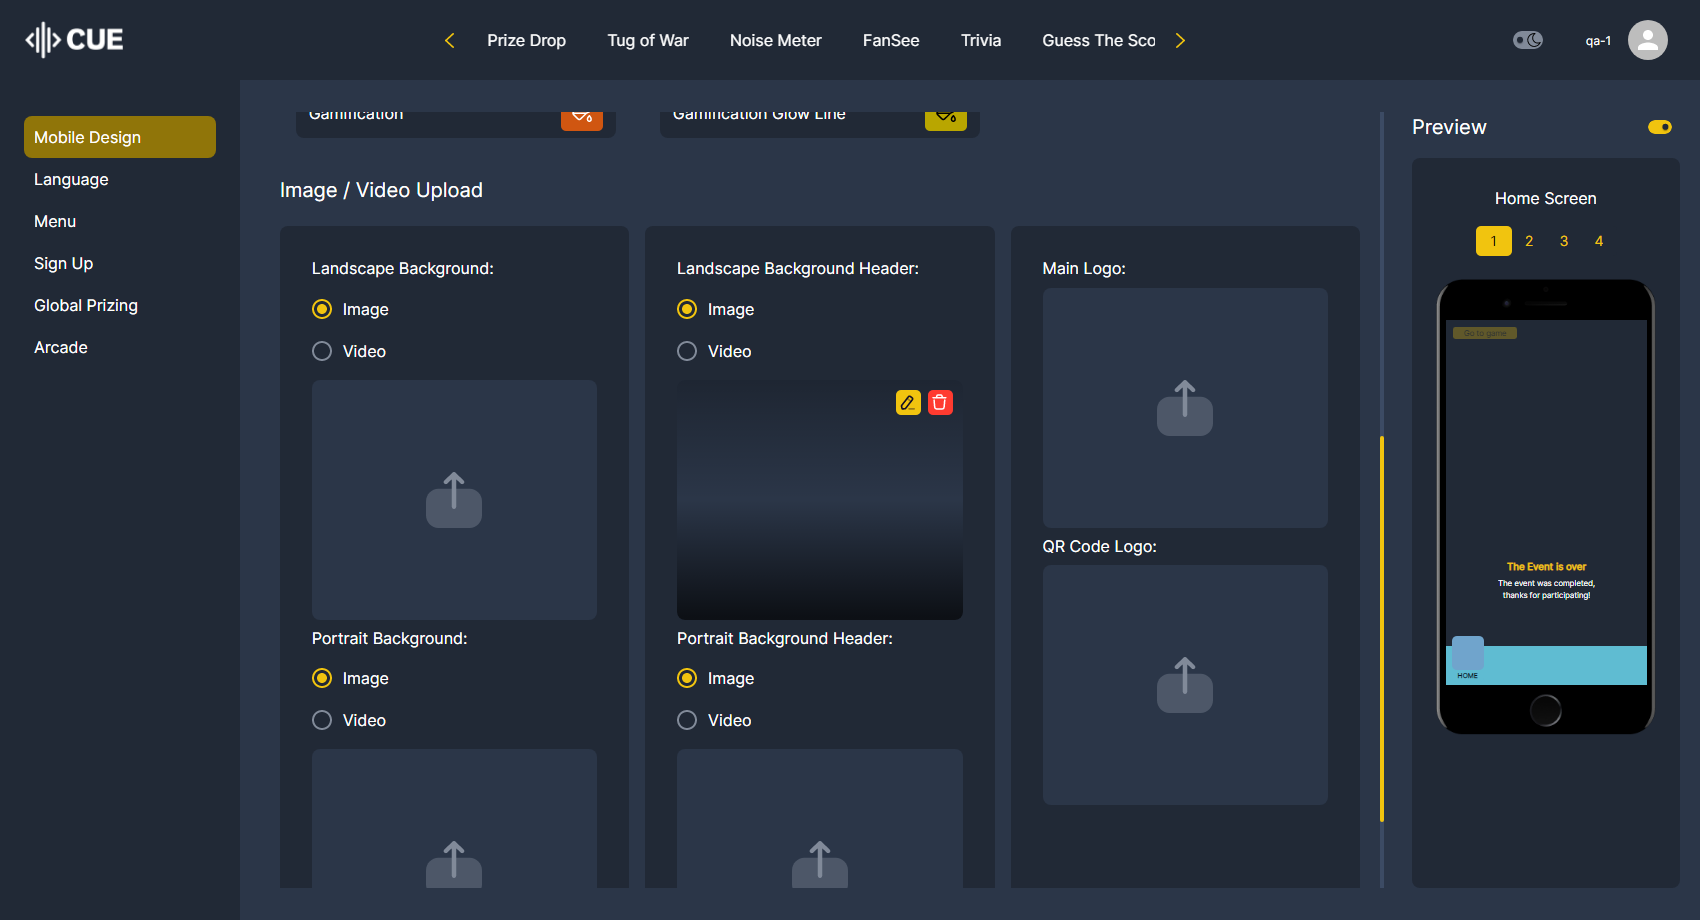 CUE
Prize Drop
Tug of War
Noise Meter
FanSee
Trivia
Guess The Sco
qa-1
Mobile Design
Language
Menu
Sign Up
Global Prizing
Arcade
Gamification
Gamification Glow Line
Image / Video Upload
Landscape Background:
Image
Video
Portrait Background:
Image
Video
Landscape Background Header:
Image
Video
Portrait Background Header:
Image
Video
Main Logo:
QR Code Logo:
Preview
Home Screen
1 2 3 4
Go to game
The Event is over
The event was completed,
thanks for participating!
HOME